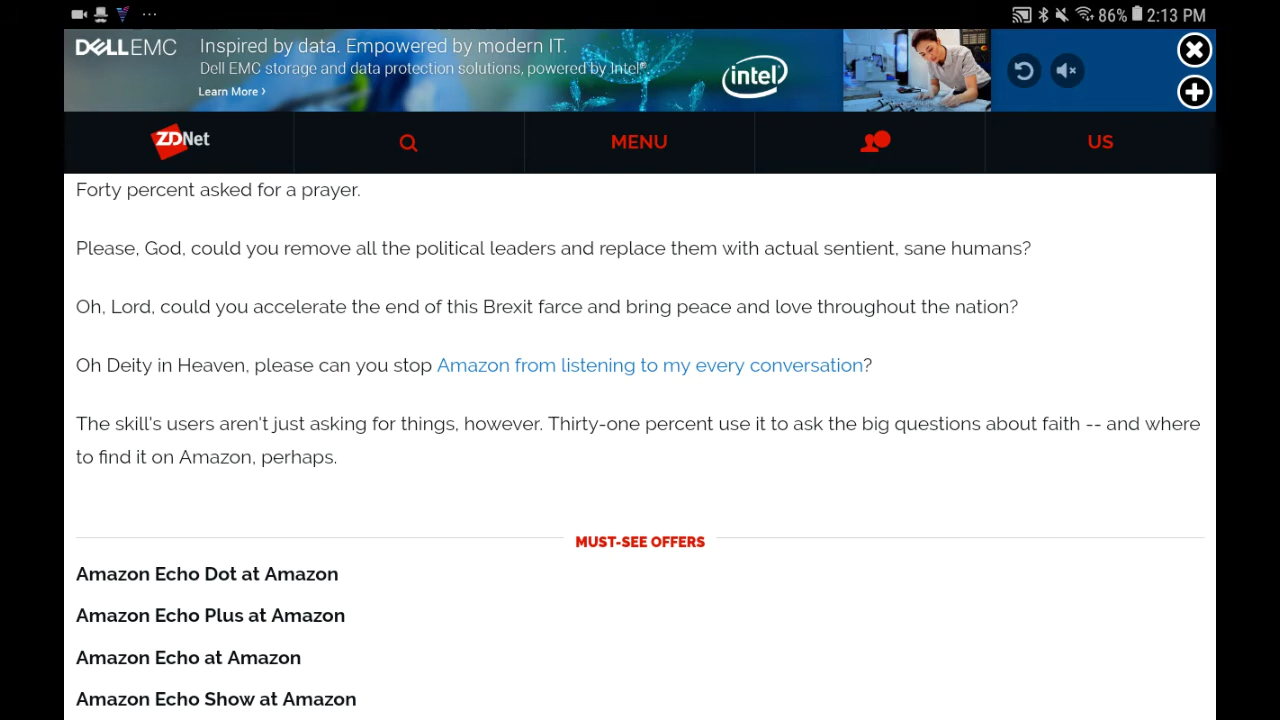 86% 2:13 PM
DELLEMC
Inspired by data. Empowered by modern IT.
Dell EMC storage and data protection solutions, powered by Intel®
Learn More ›
intel
ZDNet
MENU
US
Forty percent asked for a prayer.
Please, God, could you remove all the political leaders and replace them with actual sentient, sane humans?
Oh, Lord, could you accelerate the end of this Brexit farce and bring peace and love throughout the nation?
Oh Deity in Heaven, please can you stop Amazon from listening to my every conversation?
The skill's users aren't just asking for things, however. Thirty-one percent use it to ask the big questions about faith -- and where
to find it on Amazon, perhaps.
MUST-SEE OFFERS
Amazon Echo Dot at Amazon
Amazon Echo Plus at Amazon
Amazon Echo at Amazon
Amazon Echo Show at Amazon